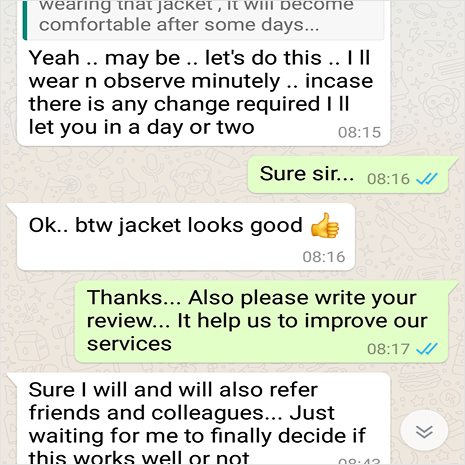 wearing that jacket , it will become
comfortable after some days...
Yeah .. may be .. let's do this .. I ll
wear n observe minutely .. incase
there is any change required I ll
let you in a day or two
08:15
Sure sir...
08:16
Ok.. btw jacket looks good 👍
08:16
Thanks... Also please write your
review... It help us to improve our
services
08:17
Sure I will and will also refer
friends and colleagues... Just
waiting for me to finally decide if
this works well or not
08:43